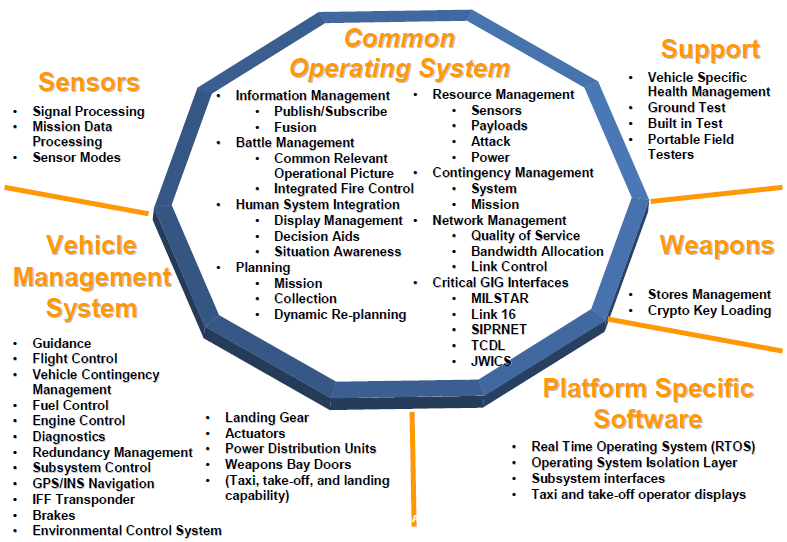 Common
Operating System
• Information Management
• Publish/Subscribe
• Fusion
• Battle Management
• Common Relevant
Operational Picture
• Integrated Fire Control
• Human System Integration
• Display Management
• Decision Aids
• Situation Awareness
• Planning
• Mission
• Collection
• Dynamic Re-planning
• Resource Management
• Sensors
• Payloads
• Attack
• Power
• Contingency Management
• System
• Mission
• Network Management
• Quality of Service
• Bandwidth Allocation
• Link Control
• Critical GIG Interfaces
• MILSTAR
• Link 16
• SIPRNET
• TCDL
• JWICS
Sensors
• Signal Processing
• Mission Data
Processing
• Sensor Modes
Support
• Vehicle Specific
Health Management
• Ground Test
• Built in Test
• Portable Field
Testers
Vehicle
Management
System
• Guidance
• Flight Control
• Vehicle Contingency
Management
• Fuel Control
• Engine Control
• Diagnostics
• Redundancy Management
• Subsystem Control
• GPS/INS Navigation
• IFF Transponder
• Brakes
• Environmental Control System
• Landing Gear
• Actuators
• Power Distribution Units
• Weapons Bay Doors
• (Taxi, take-off, and landing
capability)
Weapons
• Stores Management
• Crypto Key Loading
Platform Specific
Software
• Real Time Operating System (RTOS)
• Operating System Isolation Layer
• Subsystem interfaces
• Taxi and take-off operator displays